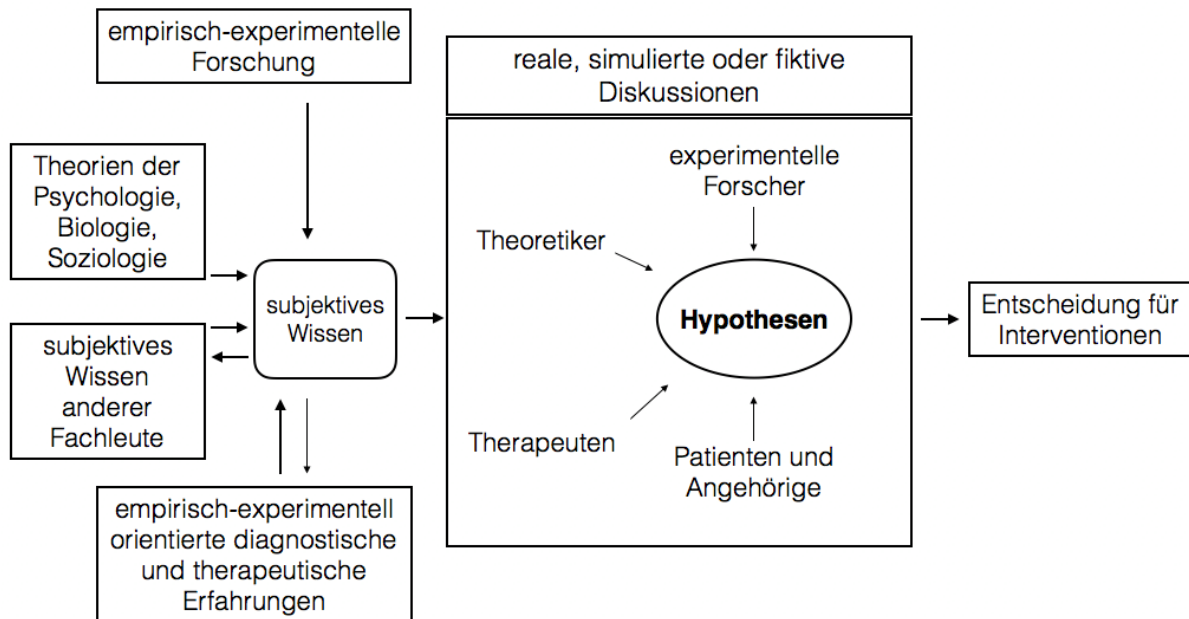 empirisch-experimentelle
Forschung
Theorien der
Psychologie,
Biologie,
Soziologie
subjektives
Wissen
anderer
Fachleute
subjektives
Wissen
empirisch-experimentell
orientierte diagnostische
und therapeutische
Erfahrungen
reale, simulierte oder fiktive
Diskussionen
experimentelle
Forscher
Theoretiker
Hypothesen
Therapeuten
Patienten und
Angehörige
Entscheidung für
Interventionen